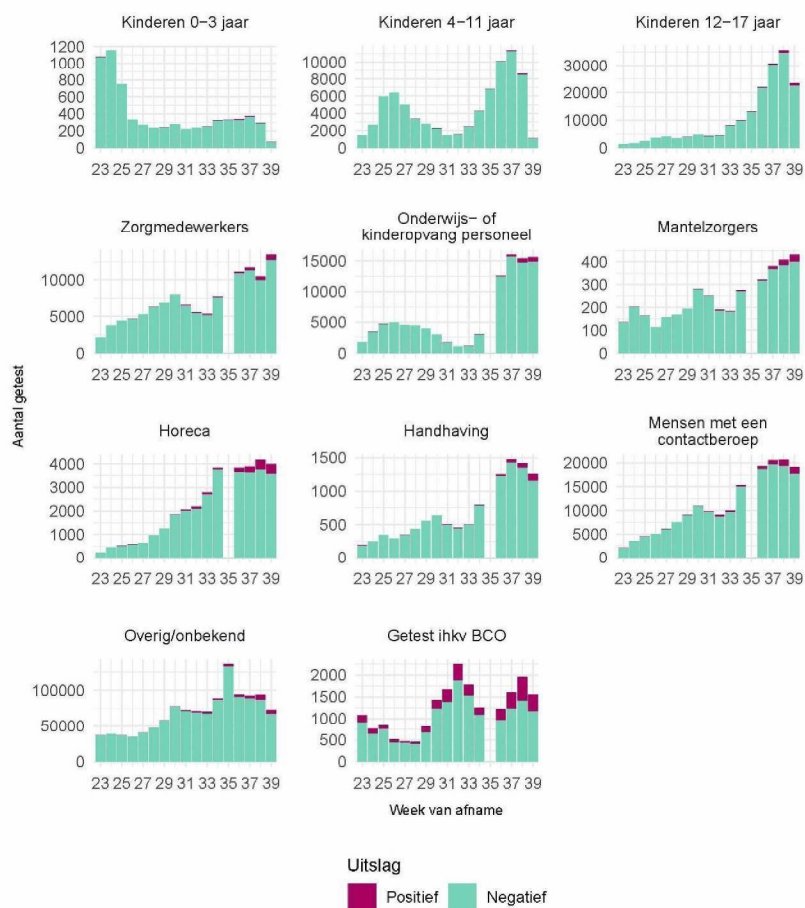 Kinderen 0−3 jaar
Kinderen 4−11 jaar
Kinderen 12−17 jaar
1200
1000
800
600
400
200
0
23 25 27 29 31 33 35 37 39
10000
8000
6000
4000
2000
0
23 25 27 29 31 33 35 37 39
30000
20000
10000
0
23 25 27 29 31 33 35 37 39
Zorgmedewerkers
Onderwijs− of
kinderopvang personeel
Mantelzorgers
10000
5000
0
23 25 27 29 31 33 35 37 39
15000
10000
5000
0
23 25 27 29 31 33 35 37 39
400
300
200
100
0
23 25 27 29 31 33 35 37 39
Aantal getest
Horeca
Handhaving
Mensen met een
contactberoep
4000
3000
2000
1000
0
23 25 27 29 31 33 35 37 39
1500
1000
500
0
23 25 27 29 31 33 35 37 39
20000
15000
10000
5000
0
23 25 27 29 31 33 35 37 39
Overig/onbekend
Getest ihkv BCO
100000
50000
0
23 25 27 29 31 33 35 37 39
2000
1500
1000
500
0
23 25 27 29 31 33 35 37 39
Week van afname
Uitslag
Positief
Negatief